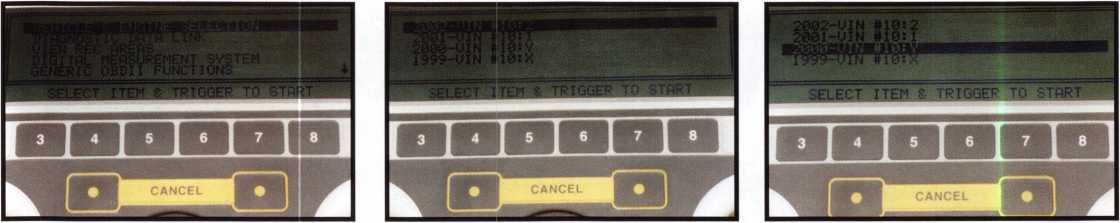 VEHICLE & ENGINE SELECTION
DATA LINK
VIEW REC AREAS
DIGITAL MEASUREMENT SYSTEM
GENERIC OBDII FUNCTIONS
SELECT ITEM & TRIGGER TO START
3 4 5 6 7 8
CANCEL
2002-VIN #10:2
2001-VIN #10:1
2000-VIN #10:Y
1999-VIN #10:X
SELECT ITEM & TRIGGER TO START
3 4 5 6 7 8
CANCEL
2002-VIN #10:2
2001-VIN #10:1
2000-VIN #10:Y
1999-VIN #10:X
SELECT ITEM & TRIGGER TO START
3 4 5 6 7 8
CANCEL